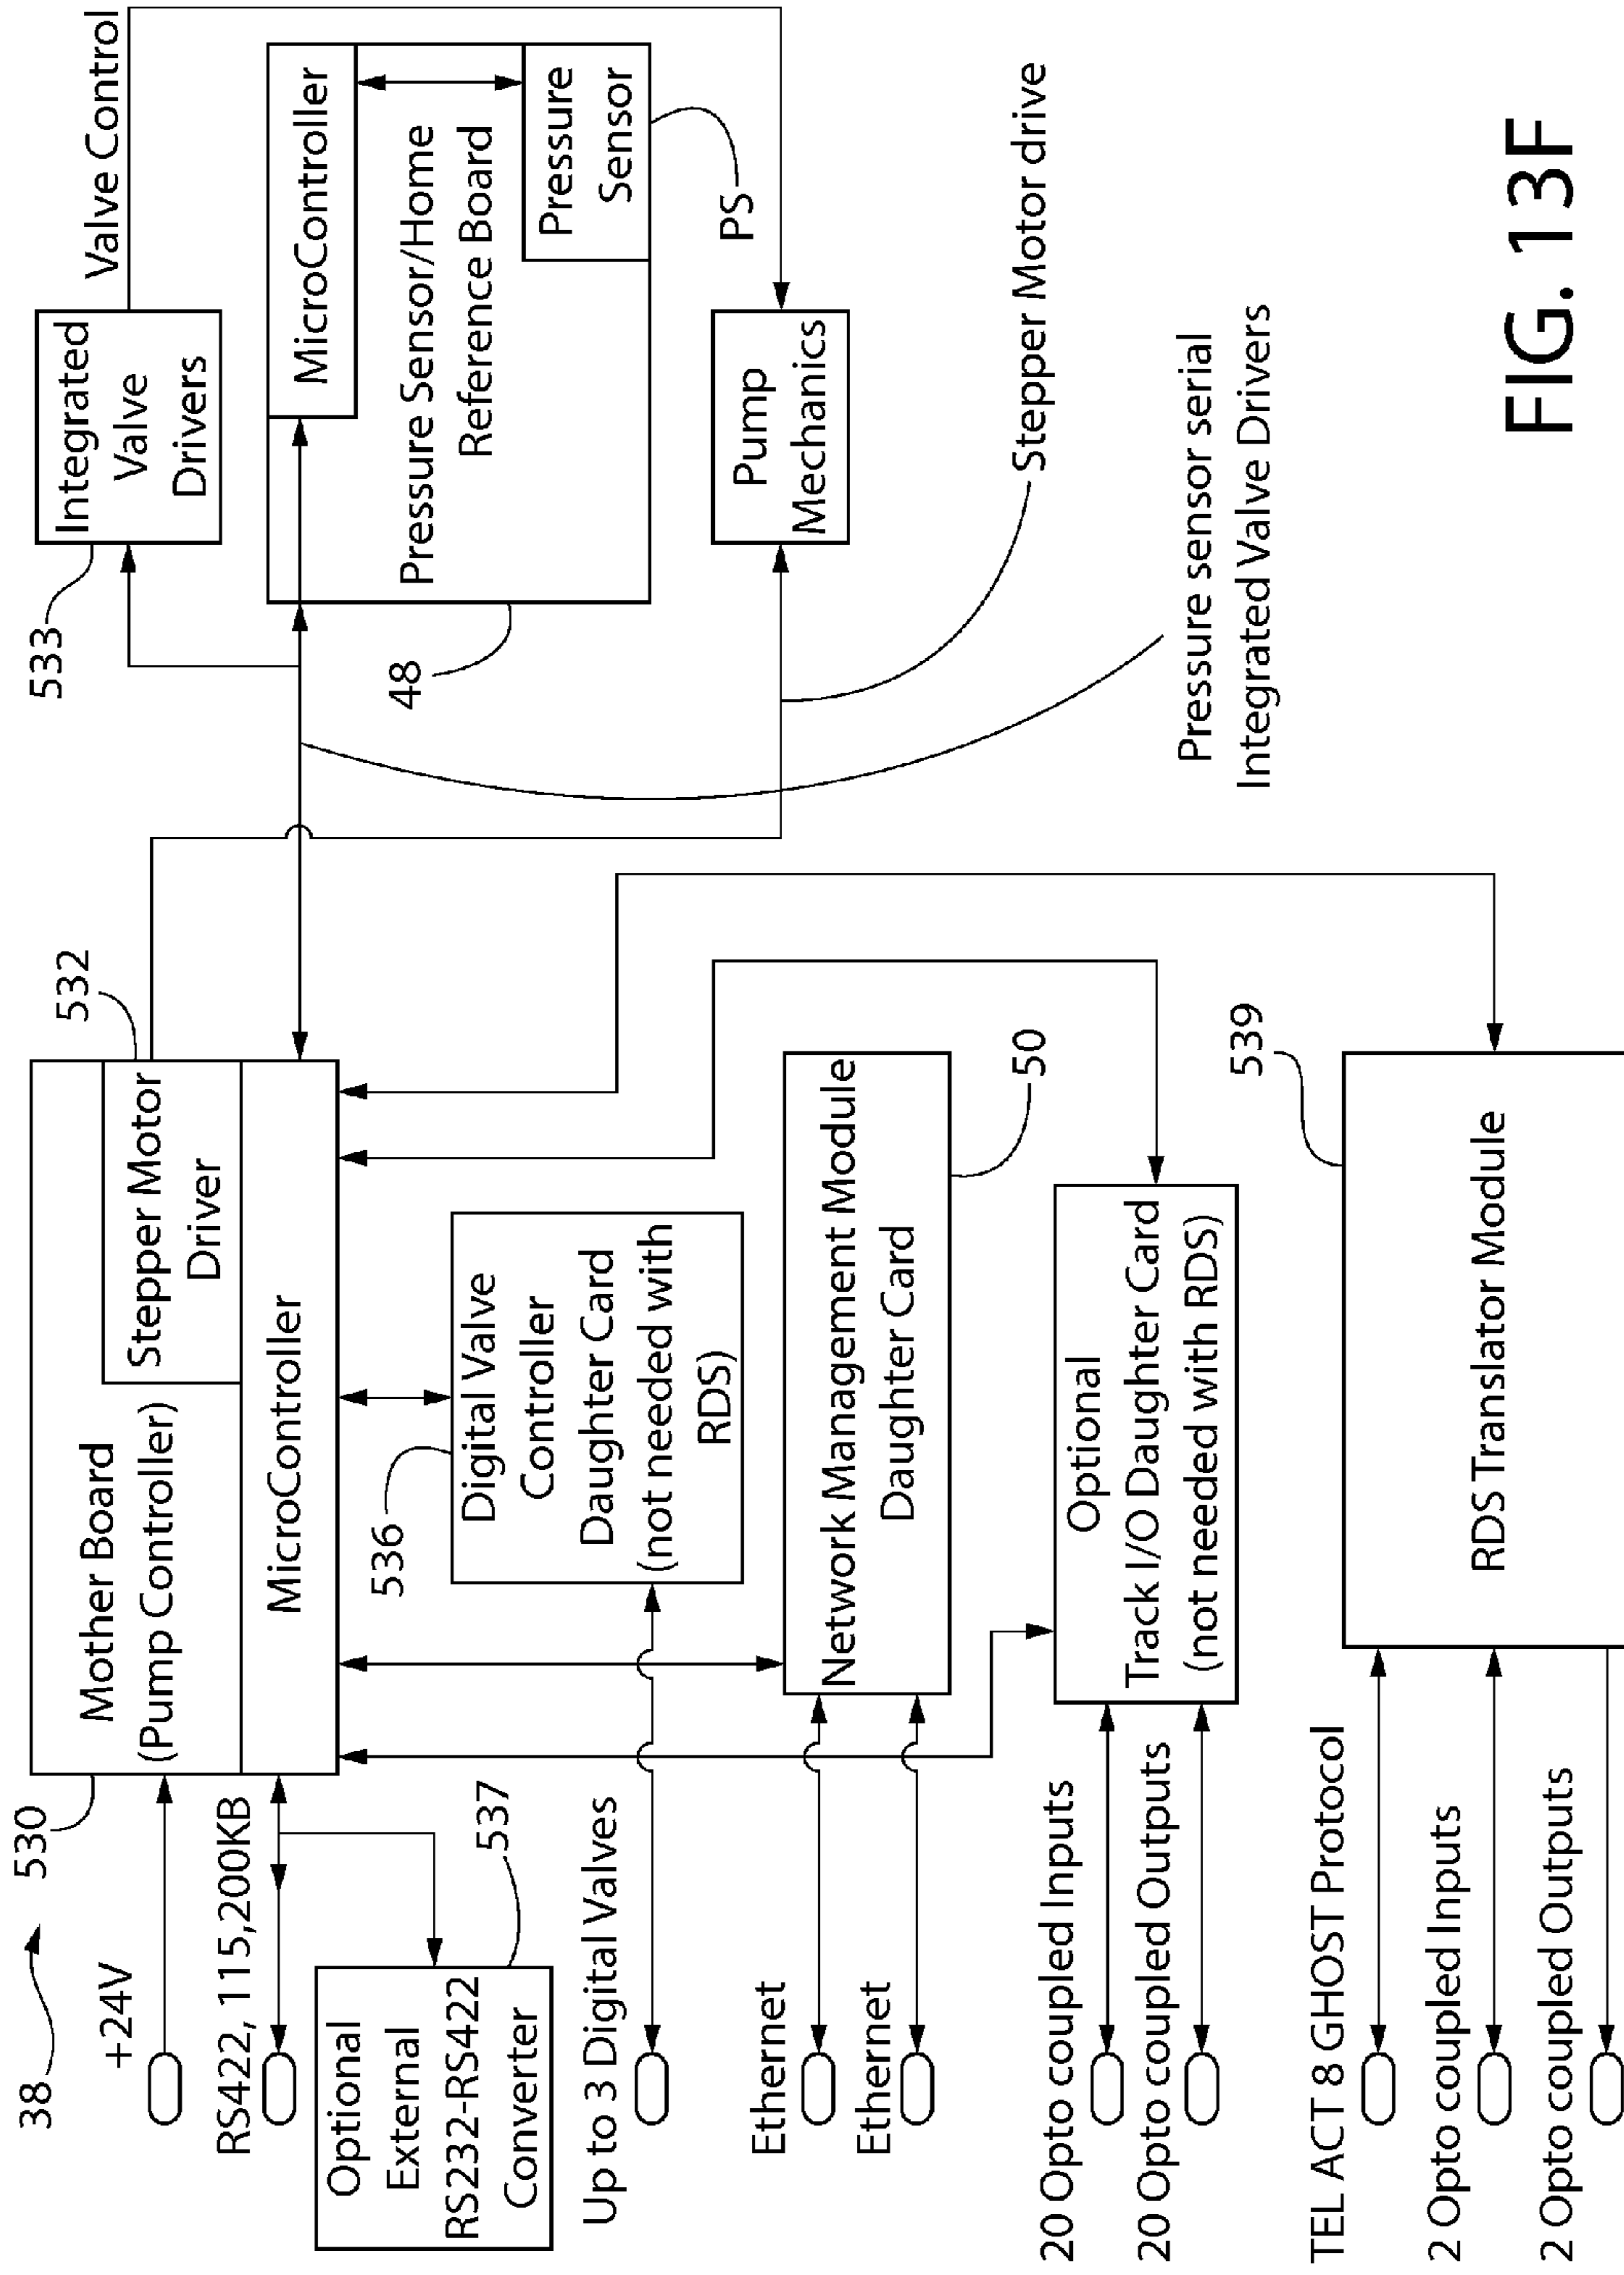 38
530
+24V
RS422, 115,200KB
Optional
External
RS232-RS422
Converter
537
Up to 3 Digital Valves
Ethernet
Ethernet
20 Opto coupled Inputs
20 Opto coupled Outputs
TEL ACT 8 GHOST Protocol
2 Opto coupled Inputs
2 Opto coupled Outputs
Mother Board
(Pump Controller)
Stepper Motor
Driver
532
MicroController
536
Digital Valve
Controller
Daughter Card
(not needed with
RDS)
Network Management Module
Daughter Card
50
Optional
Track I/O Daughter Card
(not needed with RDS)
539
RDS Translator Module
533
Integrated
Valve
Drivers
Valve Control
48
MicroController
Pressure Sensor/Home
Reference Board
Pressure
Sensor
PS
Pump
Mechanics
Stepper Motor drive
Pressure sensor serial
Integrated Valve Drivers
FIG. 13F